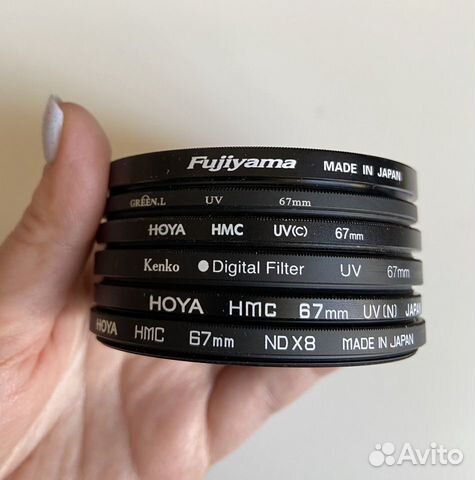 Fujiyama MADE IN JAPAN
GREEN.L UV 67mm
HOYA HMC UV(C) 67mm
Kenko Digital Filter UV 67mm
HOYA HMC 67mm UV(N) JAPAN
HOYA HMC 67mm NDX8 MADE IN JAPAN
Avito